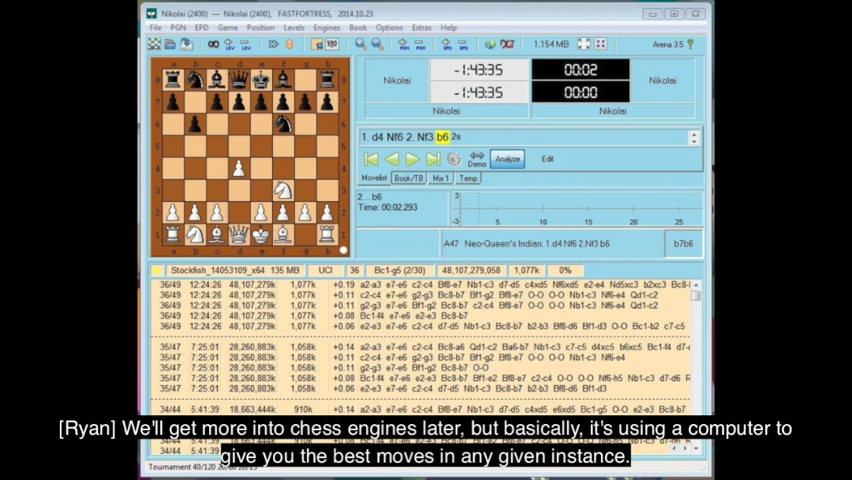 Nikolai (2400) — Nikolai (2400), FASTFORTRESS, 2014.10.23
File PGN EPD Game Position Levels Engines Book Options Extras Help
1.154 MB
Arena 3.5
Nikolai -1:43:35 00:02 Nikolai
-1:43:35 00:00
Nikolai Nikolai
1. d4 Nf6 2. Nf3 b6 2s
Demo Analyze Edit
Movelist Book/TB Mix 1 Temp
2. .. b6
Time: 00:02.293
3
-3
5 10 15 20 25
A47 Neo-Queen's Indian: 1.d4 Nf6 2.Nf3 b6 b7b6
Stockfish_14053109_x64 135 MB UCI 36 Bc1-g5 (2/30) 48,107,279,058 1,077k 0%
36/49 12:24:26 48,107,279k 1,077k +0.19 a2-a3 e7-e6 c2-c4 Bf8-e7 Nb1-c3 d7-d5 c4xd5 Nf6xd5 e2-e4 Nd5xc3 b2xc3 Bc8-
36/49 12:24:26 48,107,279k 1,077k +0.11 c2-c4 e7-e6 g2-g3 Bc8-b7 Bf1-g2 Bf8-e7 O-O O-O Nb1-c3 Nf6-e4 Qd1-c2
36/49 12:24:26 48,107,279k 1,077k +0.11 g2-g3 Bc8-b7 Bf1-g2 e7-e6 c2-c4 Bf8-e7 O-O O-O Nb1-c3 Nf6-e4 Qd1-c2
36/49 12:24:26 48,107,279k 1,077k +0.08 Bc1-f4 e7-e6 e2-e3 Bc8-b7
36/49 12:24:26 48,107,279k 1,077k +0.06 e2-e3 e7-e6 c2-c4 d7-d5 Nb1-c3 Bc8-b7 b2-b3 Bf8-d6 Bf1-d3 O-O Bc1-b2 c7-c5
35/47 7:25:01 28,260,883k 1,058k +0.14 a2-a3 e7-e6 c2-c4 Bc8-a6 Qd1-c2 Ba6-b7 Nb1-c3 c7-c5 d4xc5 b6xc5 Bc1-f4 d7-
35/47 7:25:01 28,260,883k 1,058k +0.11 c2-c4 e7-e6 g2-g3 Bc8-b7 Bf1-g2 Bf8-e7 O-O O-O Nb1-c3 Nf6-e4
35/47 7:25:01 28,260,883k 1,058k +0.11 g2-g3 Bc8-b7 Bf1-g2 e7-e6 c2-c4 Bf8-e7 O-O
35/47 7:25:01 28,260,883k 1,058k +0.08 Bc1-f4 e7-e6 e2-e3 Bc8-b7 Bf1-e2 Bf8-e7 c2-c4 O-O O-O Nf6-h5 Nb1-c3 d7-d6
35/47 7:25:01 28,260,883k 1,058k +0.06 e2-e3 e7-e6 c2-c4 Bc8-b7 Nb1-c3 d7-d5 b2-b3 Bf8-d6 Bf1-d3
34/44 5:41:39 18,663,444k 910k +0.14 a2-a3 e7-e6 c2-c4 Bf8-e7 Nb1-c3 d7-d5 c4xd5 e6xd5 Bc1-g5 O-O e2-e3 Bc8-b7
[Ryan] We'll get more into chess engines later, but basically, it's using a computer to
give you the best moves in any given instance.